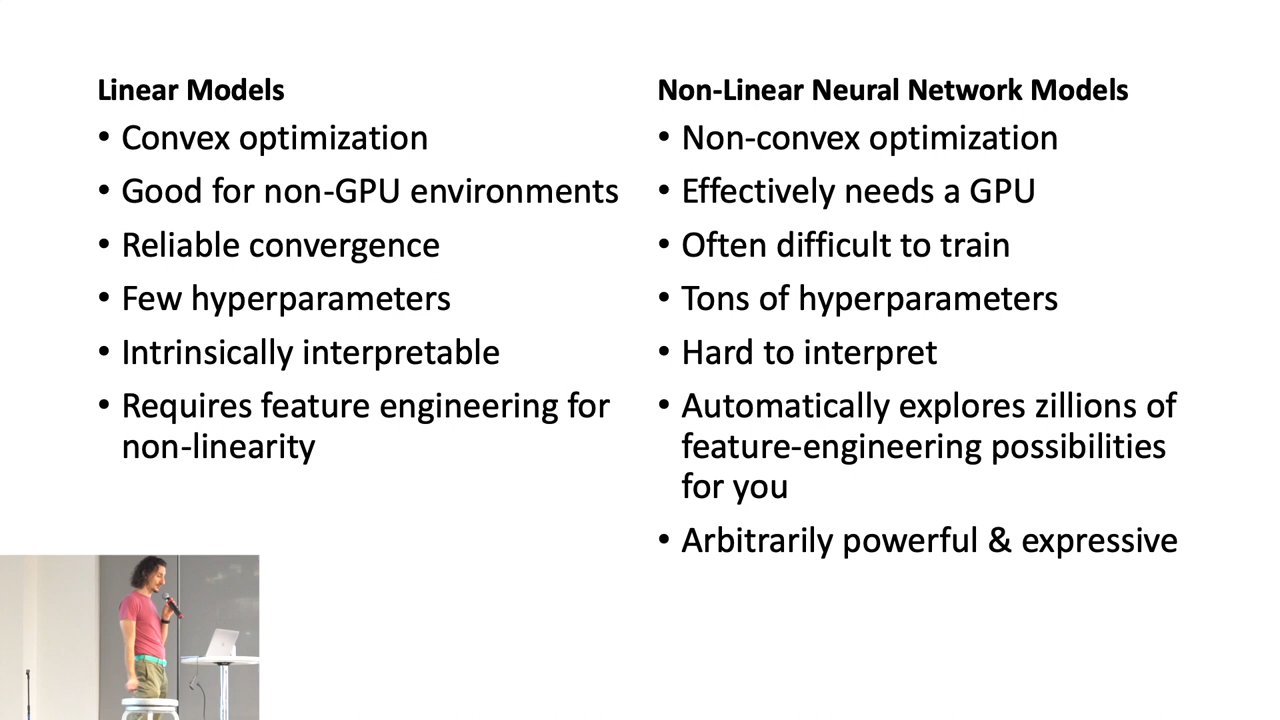 Linear Models
• Convex optimization
• Good for non-GPU environments
• Reliable convergence
• Few hyperparameters
• Intrinsically interpretable
• Requires feature engineering for
non-linearity
Non-Linear Neural Network Models
• Non-convex optimization
• Effectively needs a GPU
• Often difficult to train
• Tons of hyperparameters
• Hard to interpret
• Automatically explores zillions of
feature-engineering possibilities
for you
• Arbitrarily powerful & expressive